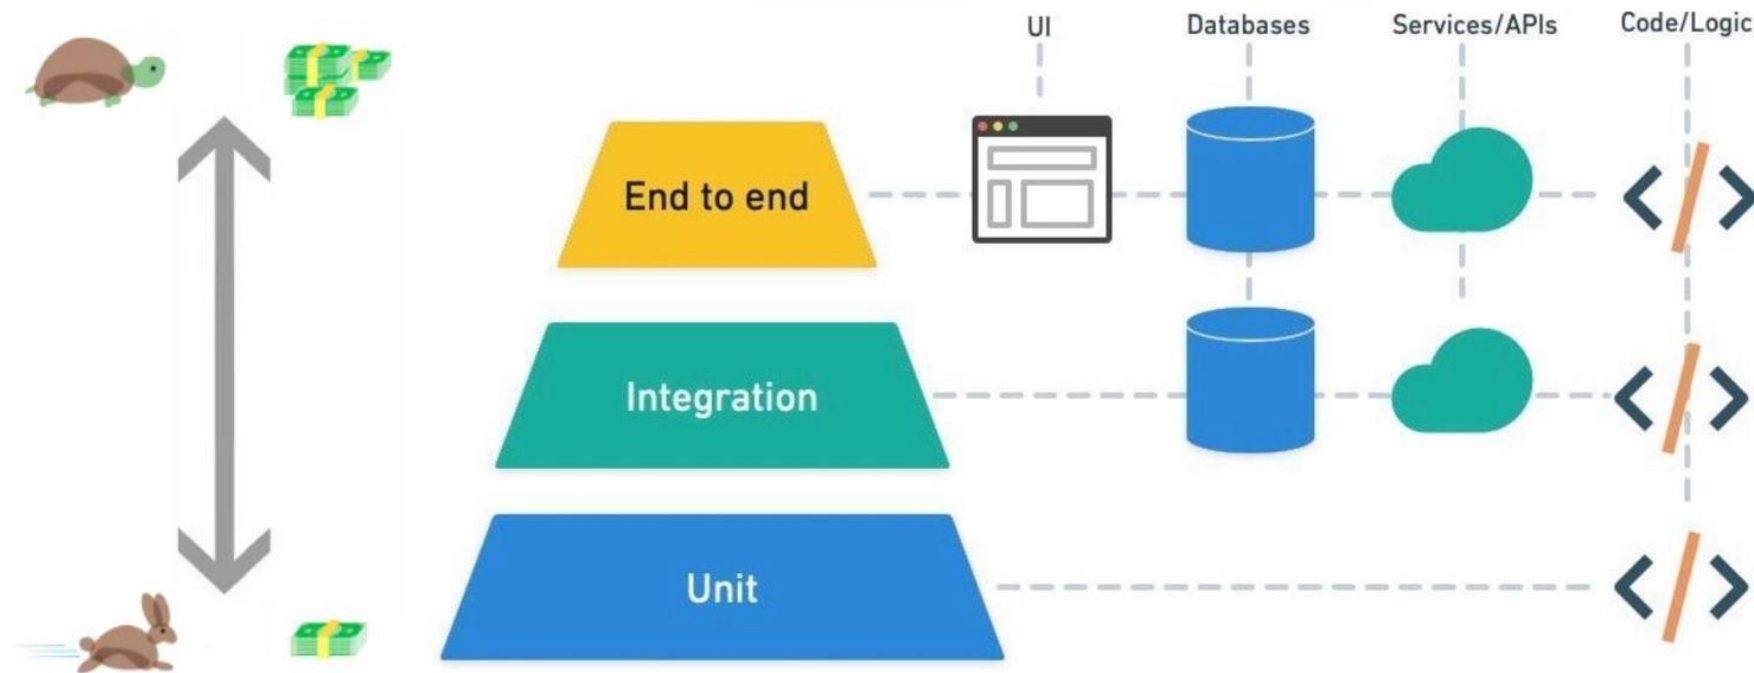 UI
Databases
Services/APIs
Code/Logic
End to end
Integration
Unit